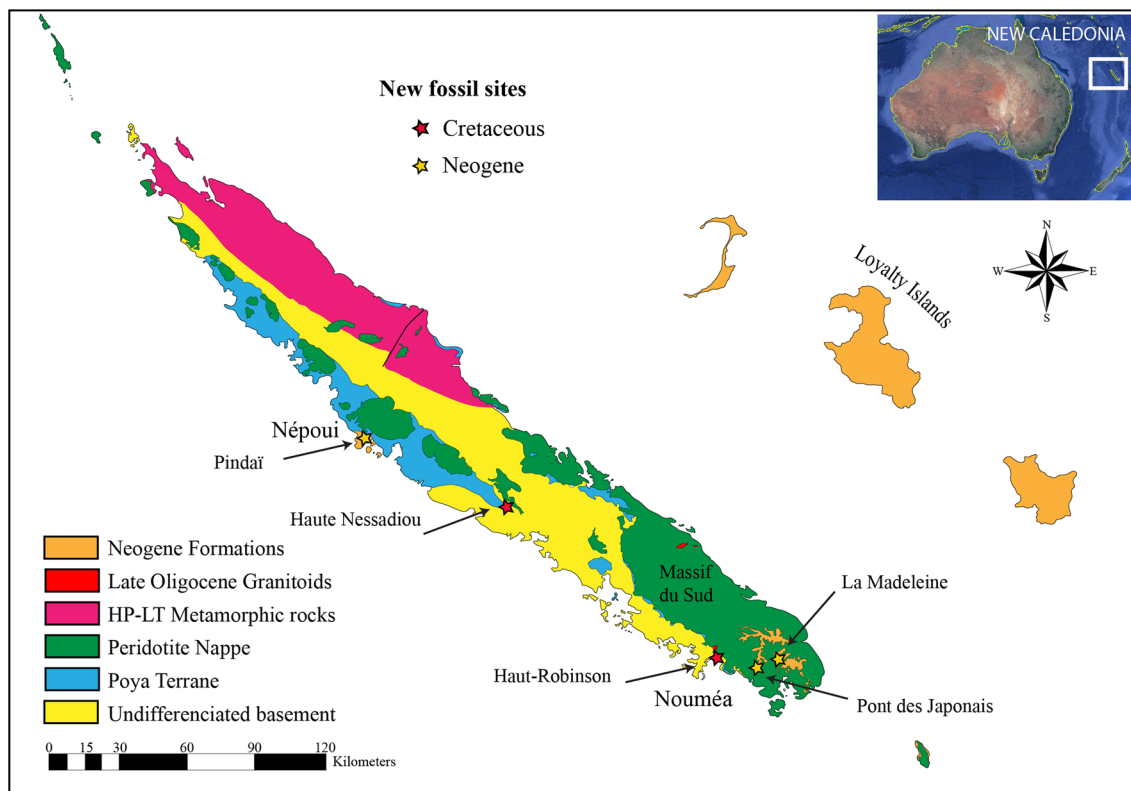 NEW CALEDONIA
New fossil sites
Cretaceous
Neogene
N
W
E
S
Loyalty Islands
Népoui
Pindaï
Haute Nessadiou
Massif
du Sud
La Madeleine
Haut-Robinson
Nouméa
Pont des Japonais
Neogene Formations
Late Oligocene Granitoids
HP-LT Metamorphic rocks
Peridotite Nappe
Poya Terrane
Undifferenciated basement
0 15 30 60 90 120
Kilometers